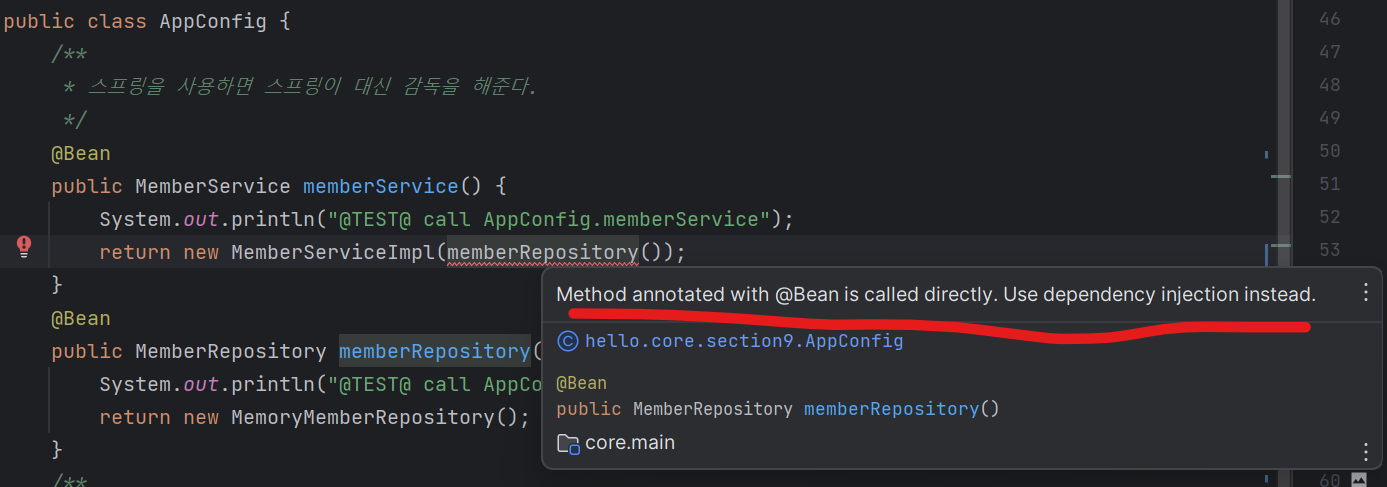 public class AppConfig {
/**
* 스프링을 사용하면 스프링이 대신 감독을 해준다.
*/
@Bean
public MemberService memberService() {
System.out.println("@TEST@ call AppConfig.memberService");
return new MemberServiceImpl(memberRepository());
}
@Bean
public MemberRepository memberRepository(
System.out.println("@TEST@ call AppCo
return new MemoryMemberRepository();
}
/**
Method annotated with @Bean is called directly. Use dependency injection instead.
hello.core.section9.AppConfig
@Bean
public MemberRepository memberRepository()
core.main
46
47
48
49
50
51
52
53
60